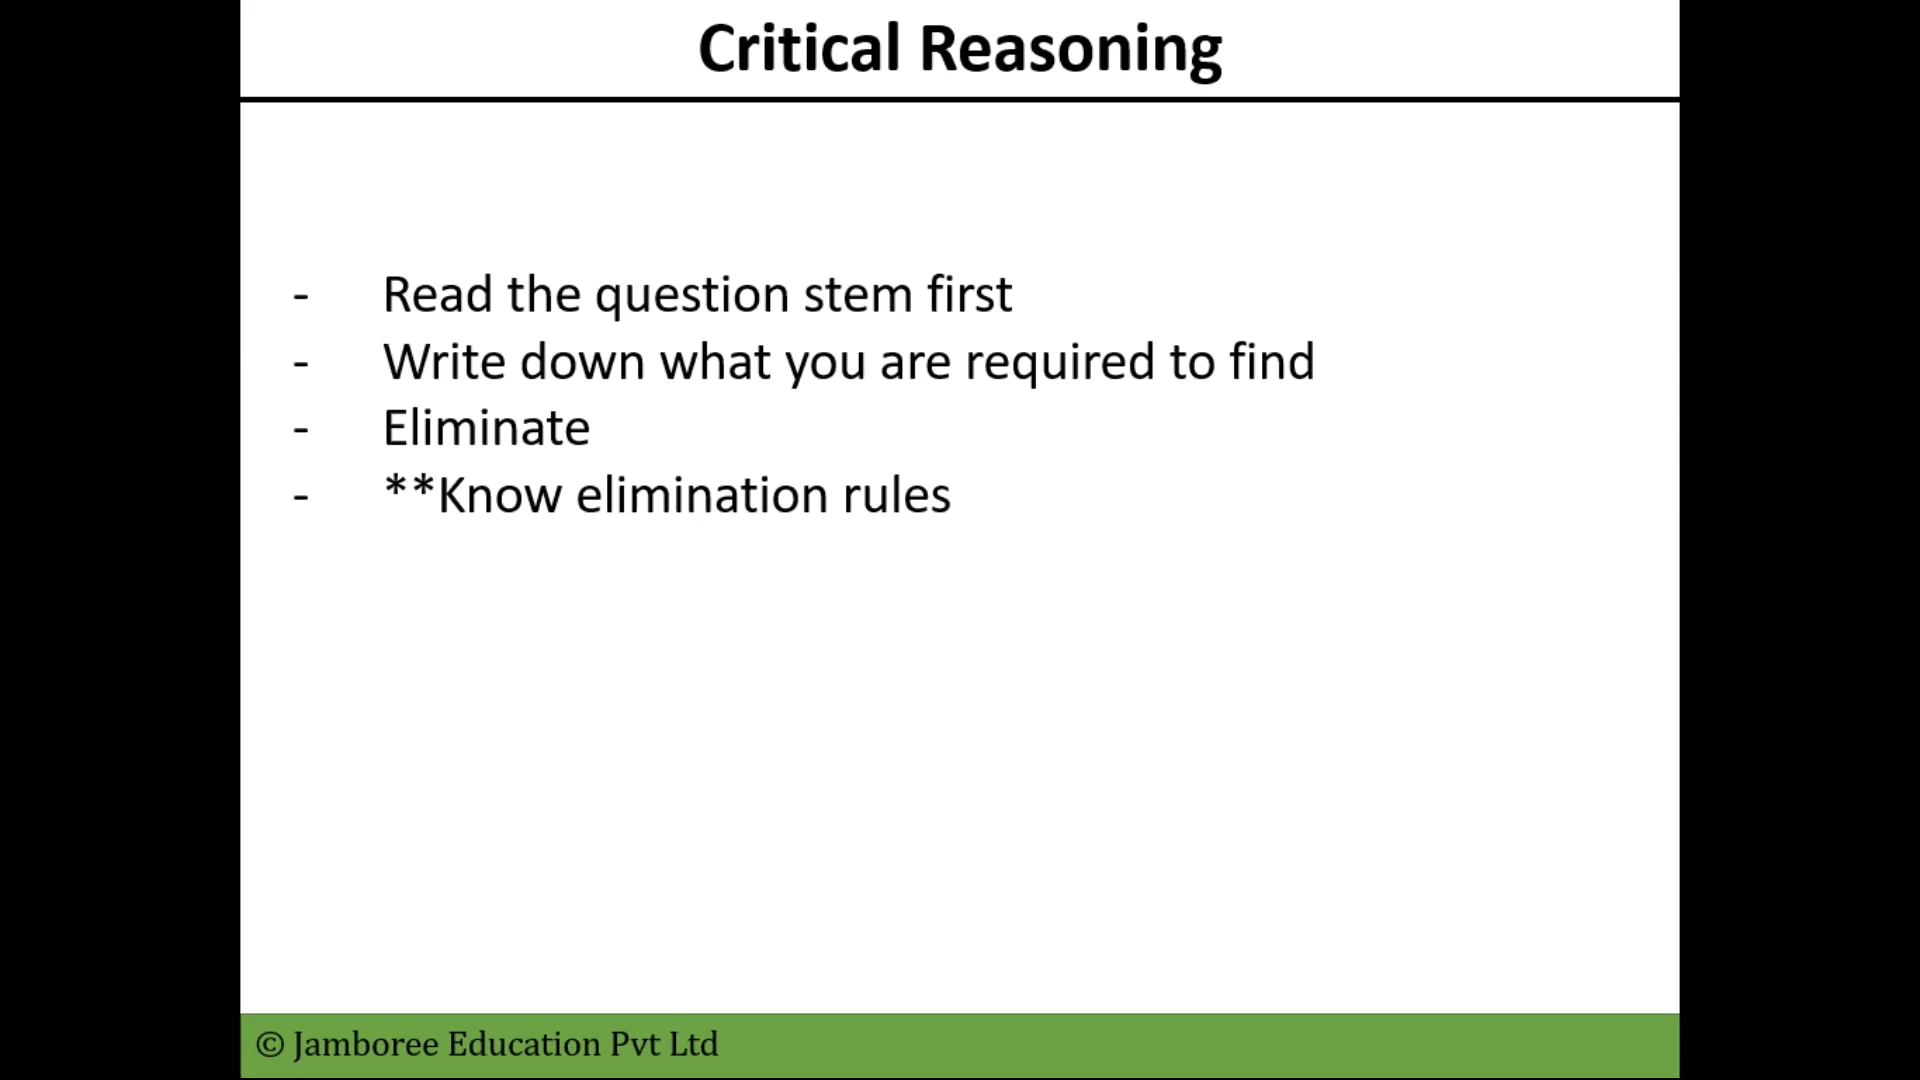 Critical Reasoning
- Read the question stem first
- Write down what you are required to find
- Eliminate
- **Know elimination rules
© Jamboree Education Pvt Ltd